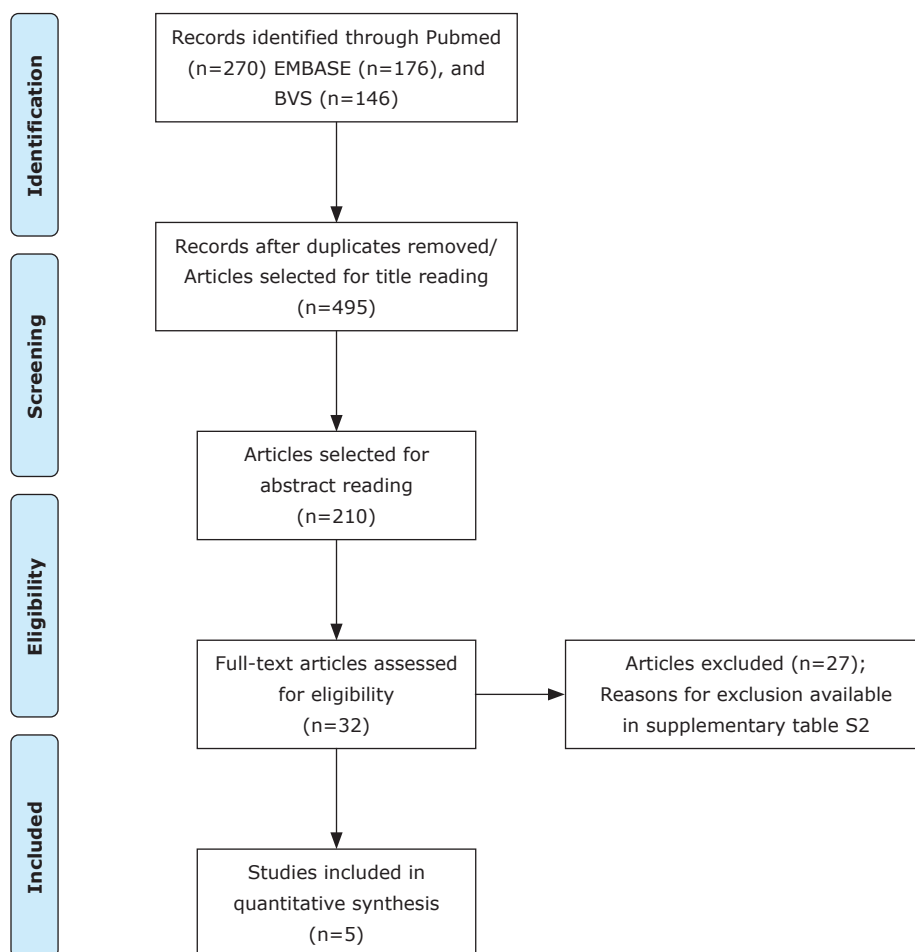 Identification
Records identified through Pubmed
(n=270) EMBASE (n=176), and
BVS (n=146)
Records after duplicates removed/
Articles selected for title reading
(n=495)
Screening
Articles selected for
abstract reading
(n=210)
Eligibility
Full-text articles assessed
for eligibility
(n=32)
Articles excluded (n=27);
Reasons for exclusion available
in supplementary table S2
Included
Studies included in
quantitative synthesis
(n=5)